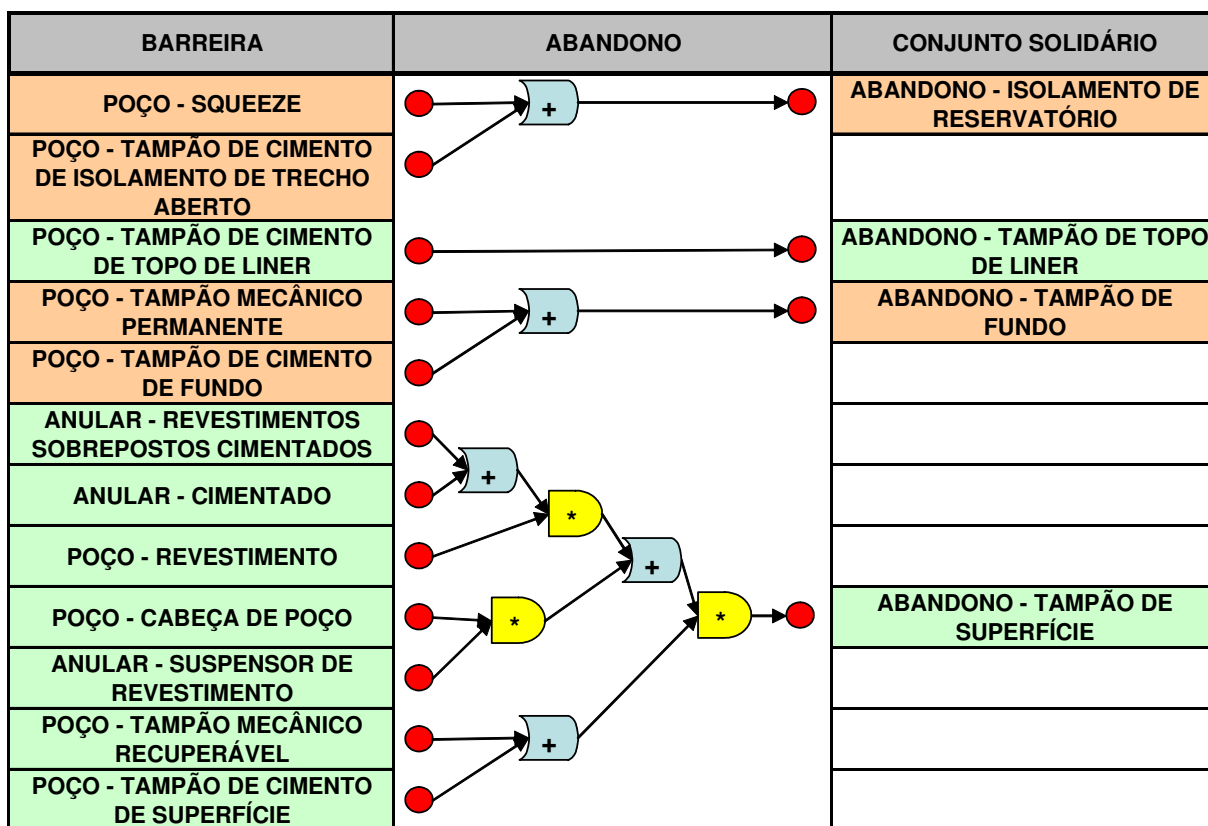 BARREIRA
ABANDONO
CONJUNTO SOLIDÁRIO
POÇO - SQUEEZE
+
ABANDONO - ISOLAMENTO DE
RESERVATÓRIO
POÇO - TAMPÃO DE CIMENTO
DE ISOLAMENTO DE TRECHO
ABERTO
POÇO - TAMPÃO DE CIMENTO
DE TOPO DE LINER
ABANDONO - TAMPÃO DE TOPO
DE LINER
POÇO - TAMPÃO MECÂNICO
PERMANENTE
+
ABANDONO - TAMPÃO DE
FUNDO
POÇO - TAMPÃO DE CIMENTO
DE FUNDO
ANULAR - REVESTIMENTOS
SOBREPOSTOS CIMENTADOS
+
ANULAR - CIMENTADO
*
POÇO - REVESTIMENTO
+
POÇO - CABEÇA DE POÇO
*
*
ABANDONO - TAMPÃO DE
SUPERFÍCIE
ANULAR - SUSPENSOR DE
REVESTIMENTO
POÇO - TAMPÃO MECÂNICO
RECUPERÁVEL
+
POÇO - TAMPÃO DE CIMENTO
DE SUPERFÍCIE